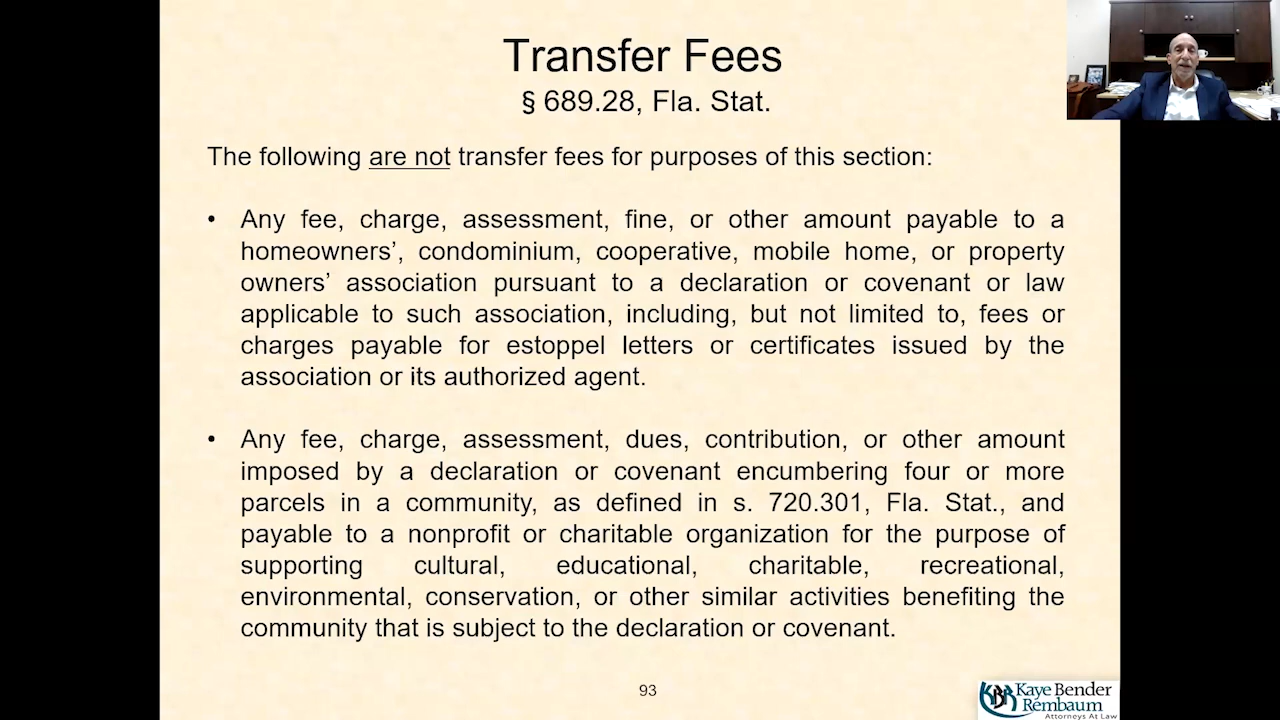 Transfer Fees
§ 689.28, Fla. Stat.
The following are not transfer fees for purposes of this section:
• Any fee, charge, assessment, fine, or other amount payable to a
homeowners’, condominium, cooperative, mobile home, or property
owners’ association pursuant to a declaration or covenant or law
applicable to such association, including, but not limited to, fees or
charges payable for estoppel letters or certificates issued by the
association or its authorized agent.
• Any fee, charge, assessment, dues, contribution, or other amount
imposed by a declaration or covenant encumbering four or more
parcels in a community, as defined in s. 720.301, Fla. Stat., and
payable to a nonprofit or charitable organization for the purpose of
supporting cultural, educational, charitable, recreational,
environmental, conservation, or other similar activities benefiting the
community that is subject to the declaration or covenant.
93
KBR Kaye Bender
Rembaum
Attorneys At Law